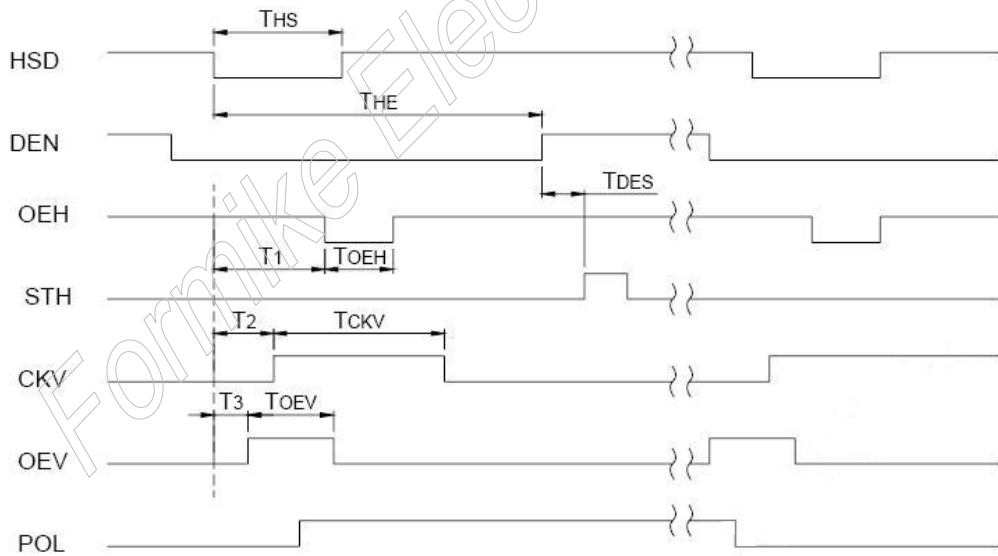 THS
HSD
THE
DEN
TDES
OEH
T1 TOEH
STH
T2 TCKV
CKV
T3 TOEV
OEV
POL
Formike Elec